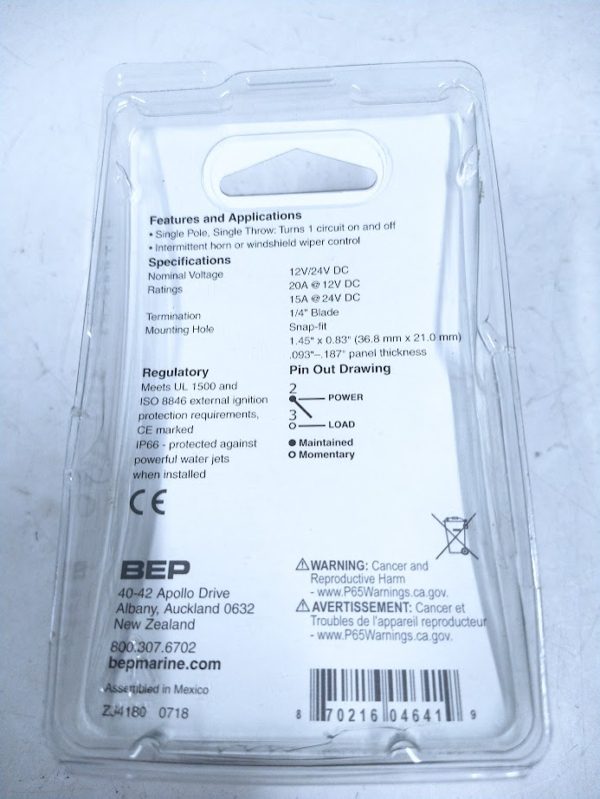 Features and Applications
• Single Pole, Single Throw: Turns 1 circuit on and off
• Intermittent horn or windshield wiper control
Specifications
Nominal Voltage 12V/24V DC
Ratings 20A @ 12V DC
15A @ 24V DC
Termination 1/4" Blade
Mounting Hole Snap-fit
1.45" x 0.83" (36.8 mm x 21.0 mm)
.093"–.187" panel thickness
Regulatory
Meets UL 1500 and
ISO 8846 external ignition
protection requirements,
CE marked
IP66 - protected against
powerful water jets
when installed
CE
Pin Out Drawing
2
POWER
3
LOAD
Maintained
Momentary
BEP
40-42 Apollo Drive
Albany, Auckland 0632
New Zealand
800.307.6702
bepmarine.com
Assembled in Mexico
ZJ4180 0718
WARNING: Cancer and
Reproductive Harm
- www.P65Warnings.ca.gov.
AVERTISSEMENT: Cancer et
Troubles de l'appareil reproducteur
- www.P65Warnings.ca.gov.
8 70216 04641 9